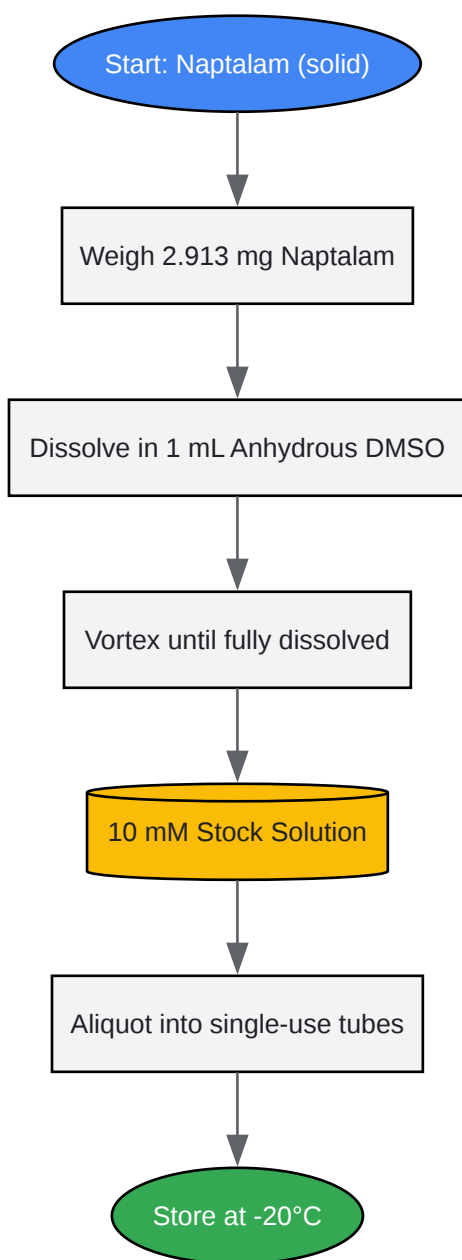 Start: Naptalam (solid)
Weigh 2.913 mg Naptalam
Dissolve in 1 mL Anhydrous DMSO
Vortex until fully dissolved
10 mM Stock Solution
Aliquot into single-use tubes
Store at -20°C